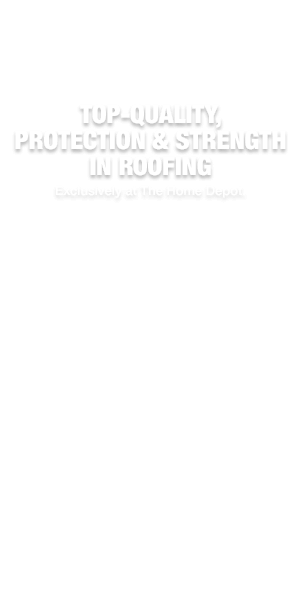 TOP-QUALITY,
PROTECTION & STRENGTH
IN ROOFING
Exclusively at The Home Depot.